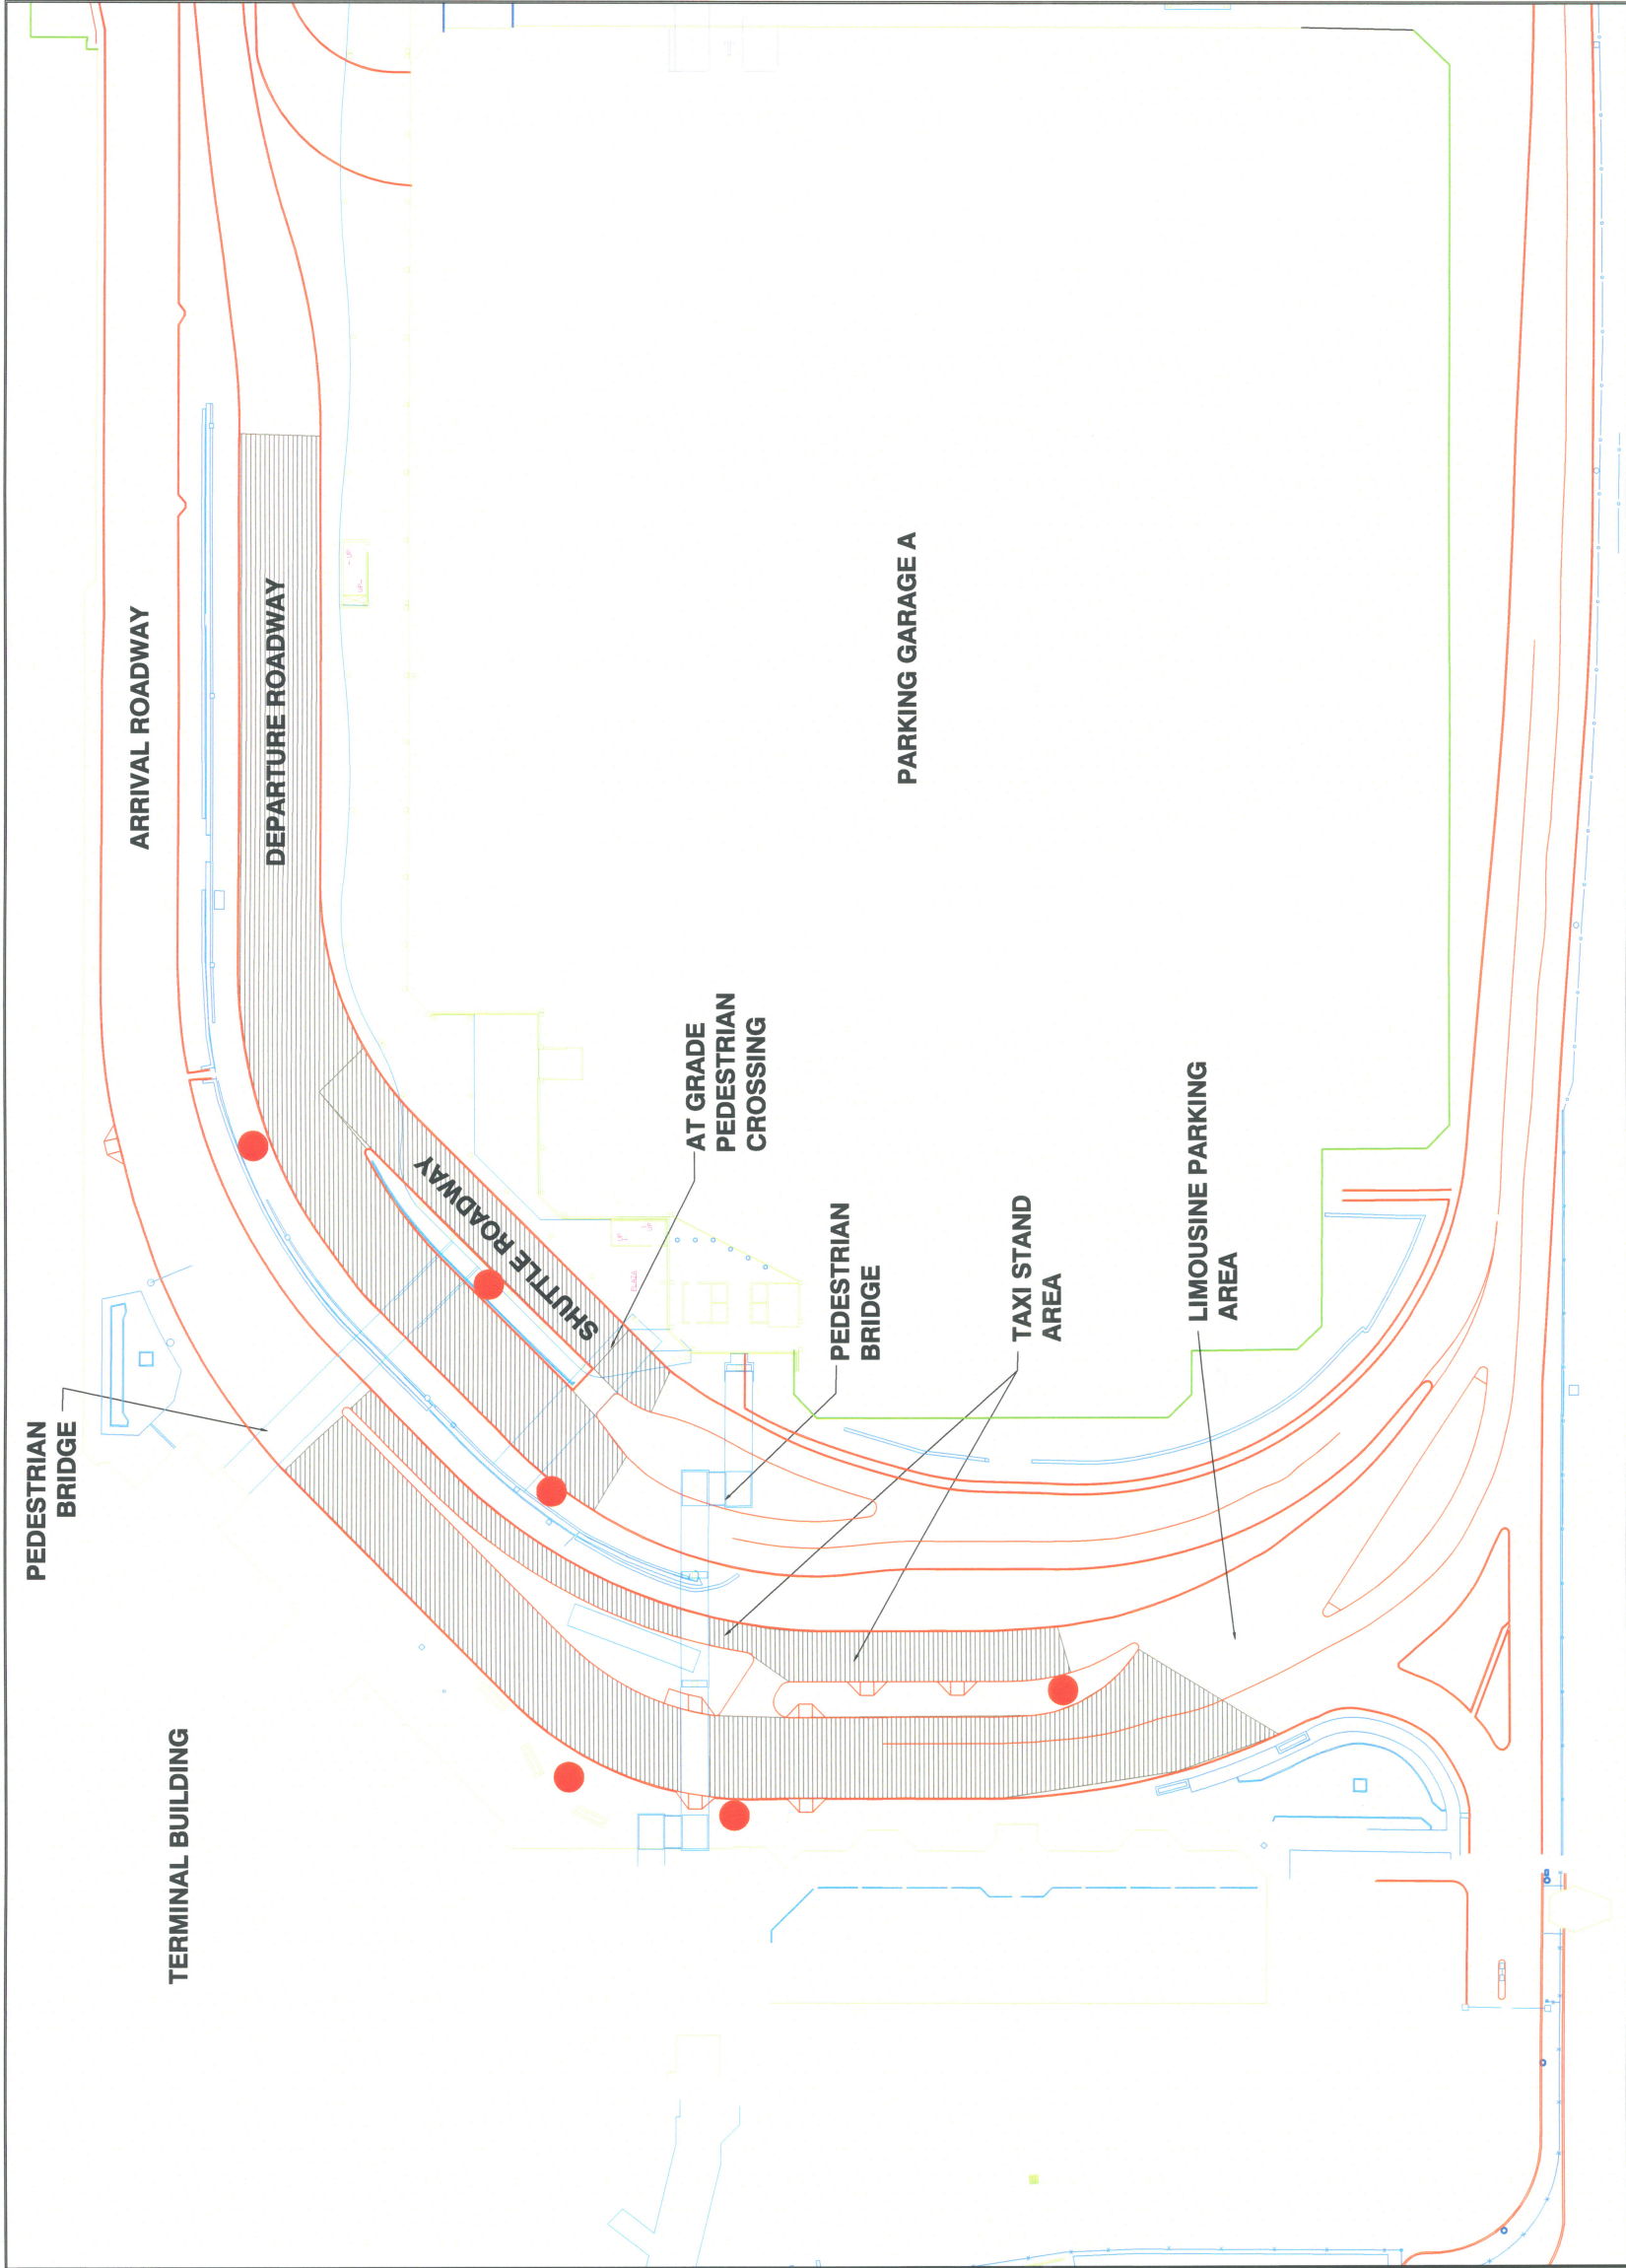 PEDESTRIAN
BRIDGE
TERMINAL BUILDING
ARRIVAL ROADWAY
DEPARTURE ROADWAY
SHUTTLE ROADWAY
AT GRADE
PEDESTRIAN
CROSSING
PEDESTRIAN
BRIDGE
PARKING GARAGE A
TAXI STAND
AREA
LIMOUSINE PARKING
AREA